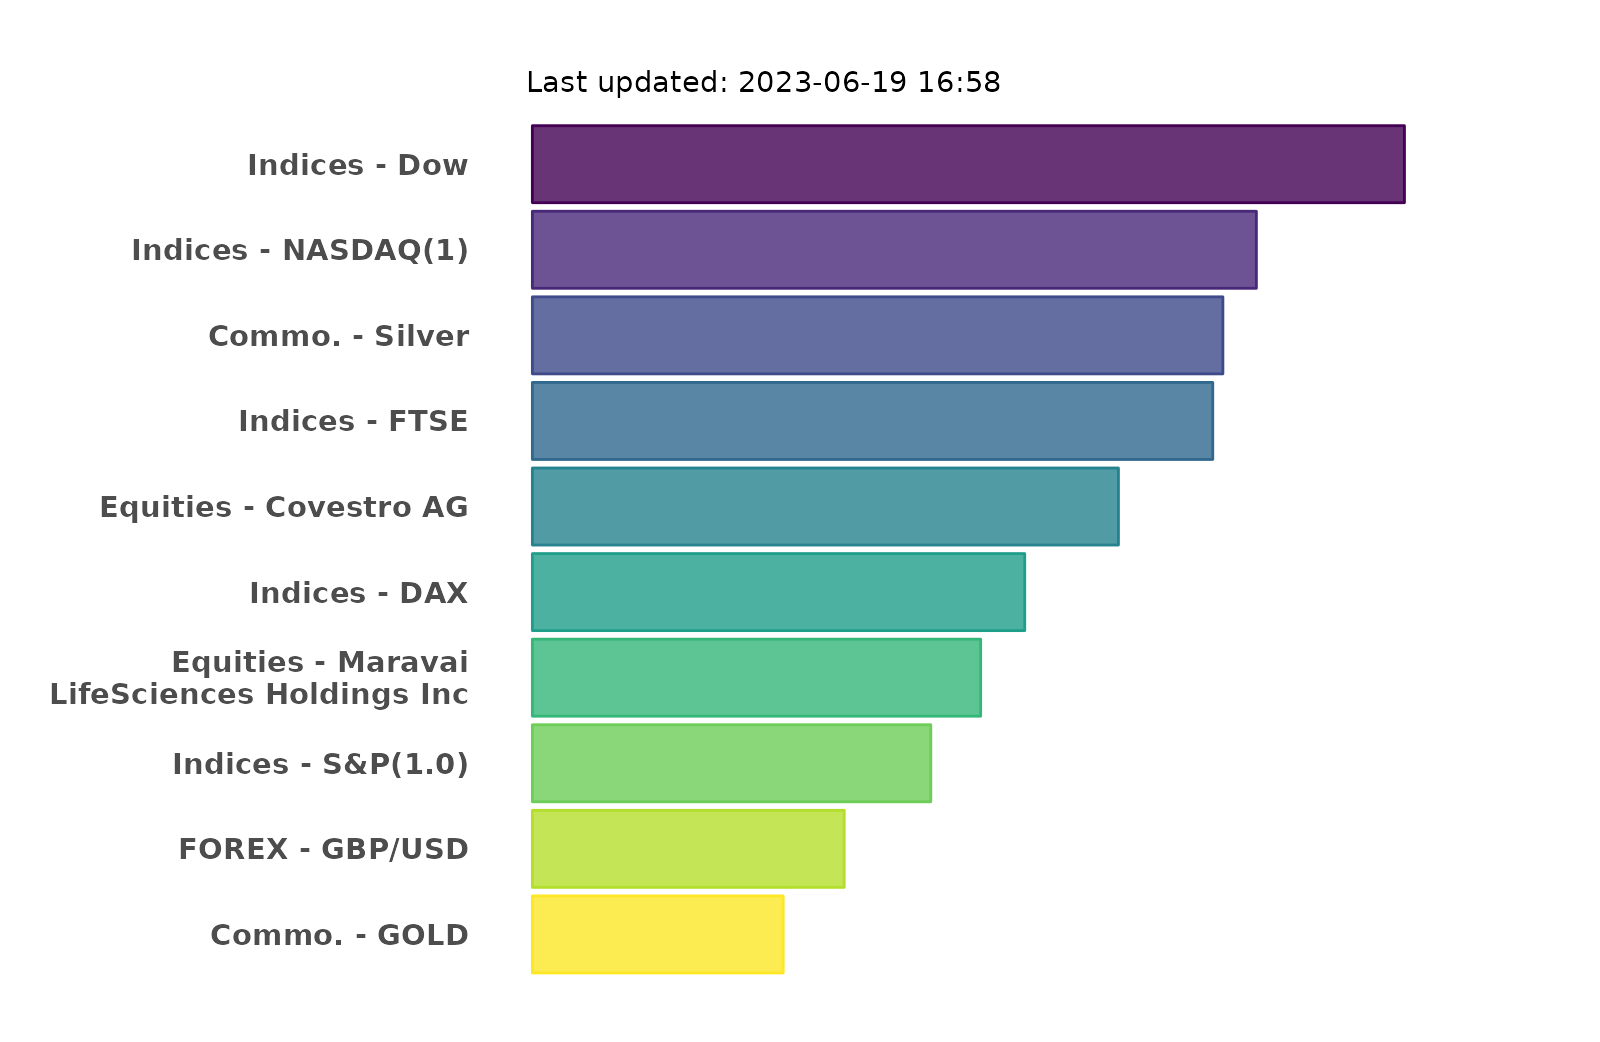 Last updated: 2023-06-19 16:58
Indices - Dow
Indices - NASDAQ(1)
Commo. - Silver
Indices - FTSE
Equities - Covestro AG
Indices - DAX
Equities - Maravai
LifeSciences Holdings Inc
Indices - S&P(1.0)
FOREX - GBP/USD
Commo. - GOLD